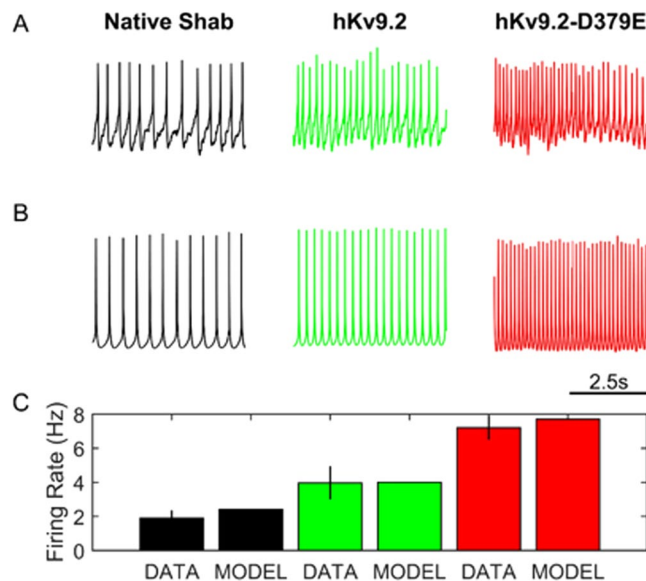 A
Native Shab hKv9.2 hKv9.2-D379E
B
2.5s
C
Firing Rate (Hz)
8
6
4
2
0
DATA MODEL DATA MODEL DATA MODEL